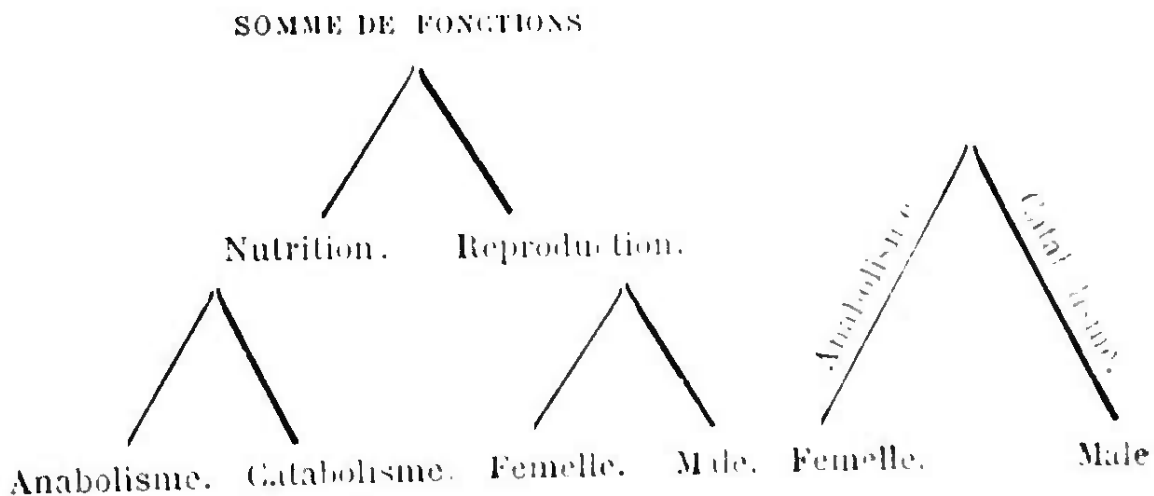 SOMME DE FONCTIONS
Nutrition. Reproduction.
Anabolisme
Catabolisme.
Anabolisme. Catabolisme. Femelle. Male. Femelle. Male